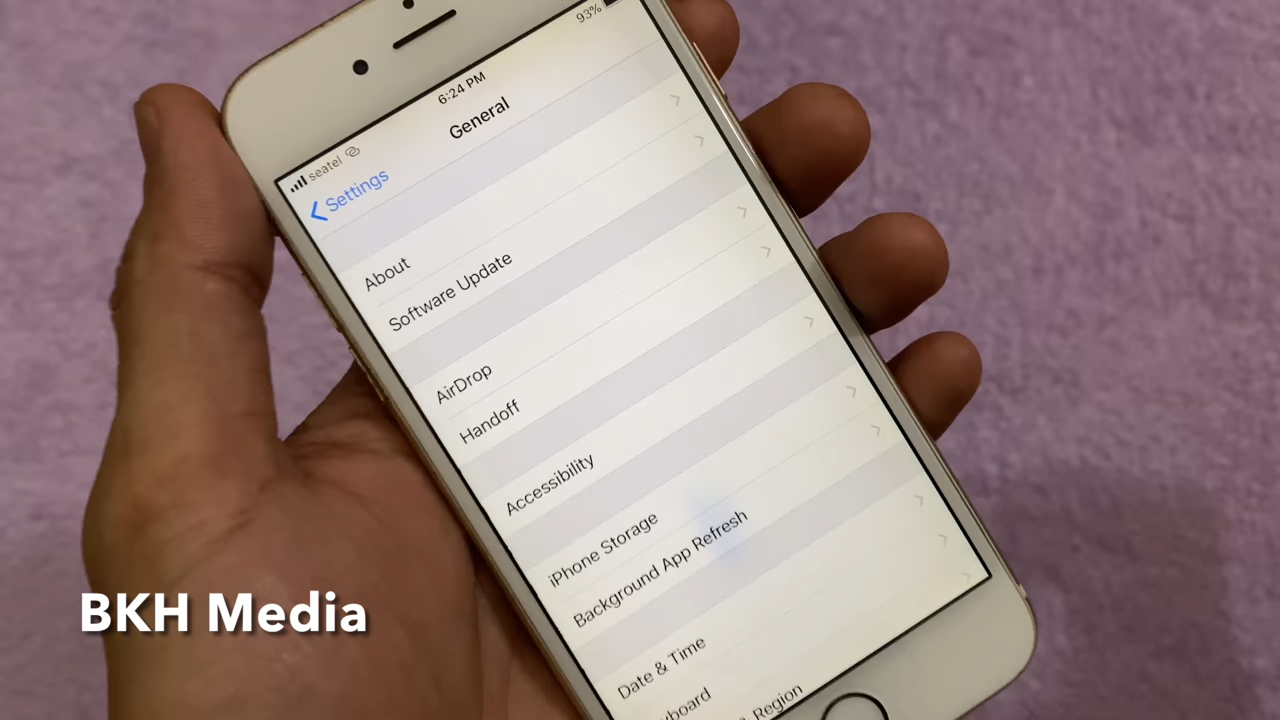 seatel
6:24 PM
93%
Settings
General
About
Software Update
AirDrop
Handoff
Accessibility
iPhone Storage
Background App Refresh
Date & Time
yboard
Region
BKH Media